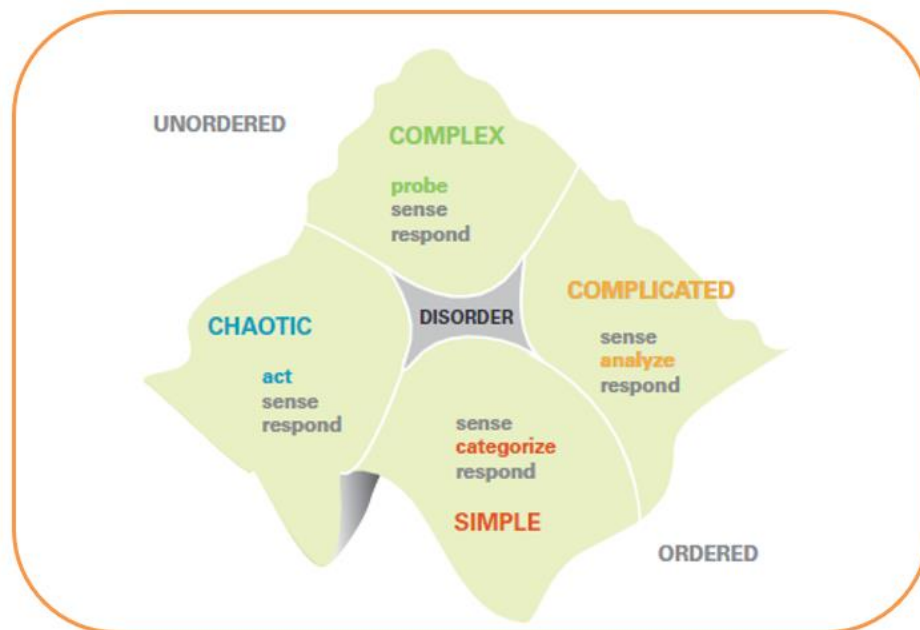 UNORDERED
COMPLEX
probe
sense
respond
COMPLICATED
sense
analyze
respond
DISORDER
CHAOTIC
act
sense
respond
sense
categorize
respond
SIMPLE
ORDERED